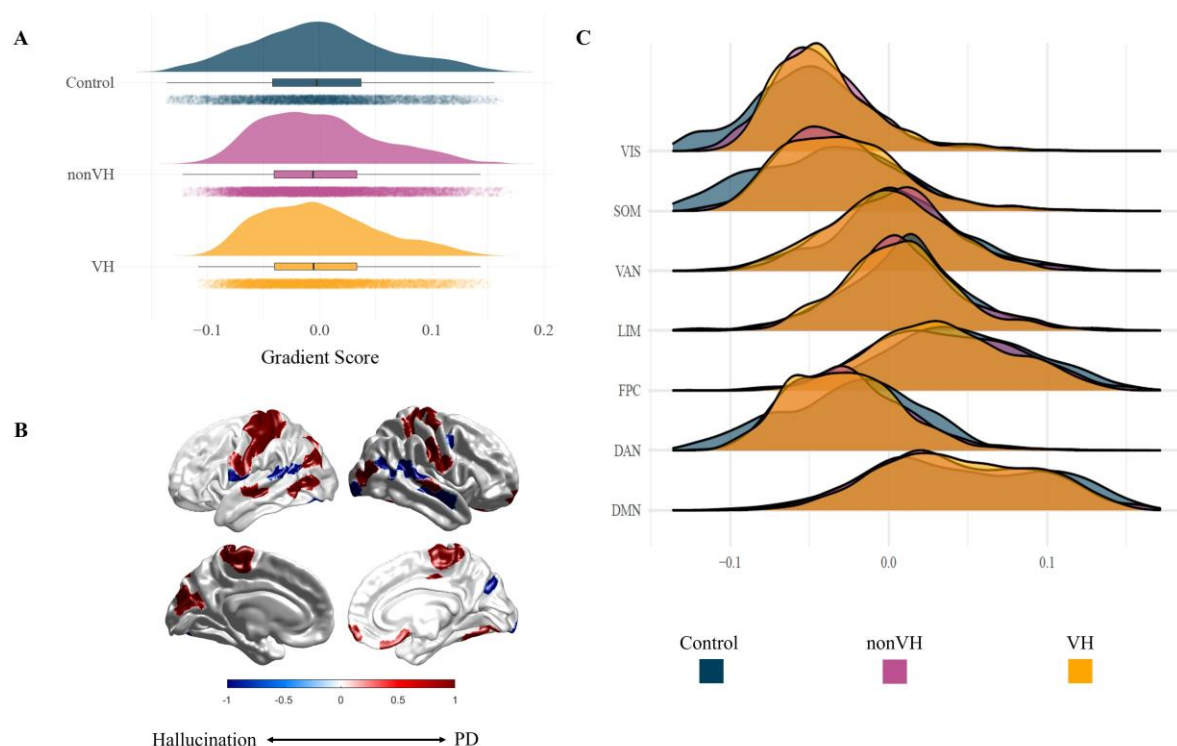 A
Control
nonVH
VH
−0.1 0.0 0.1 0.2
Gradient Score
B
-1 -0.5 0 0.5 1
Hallucination PD
C
VIS
SOM
VAN
LIM
FPC
DAN
DMN
−0.1 0.0 0.1
Control nonVH VH